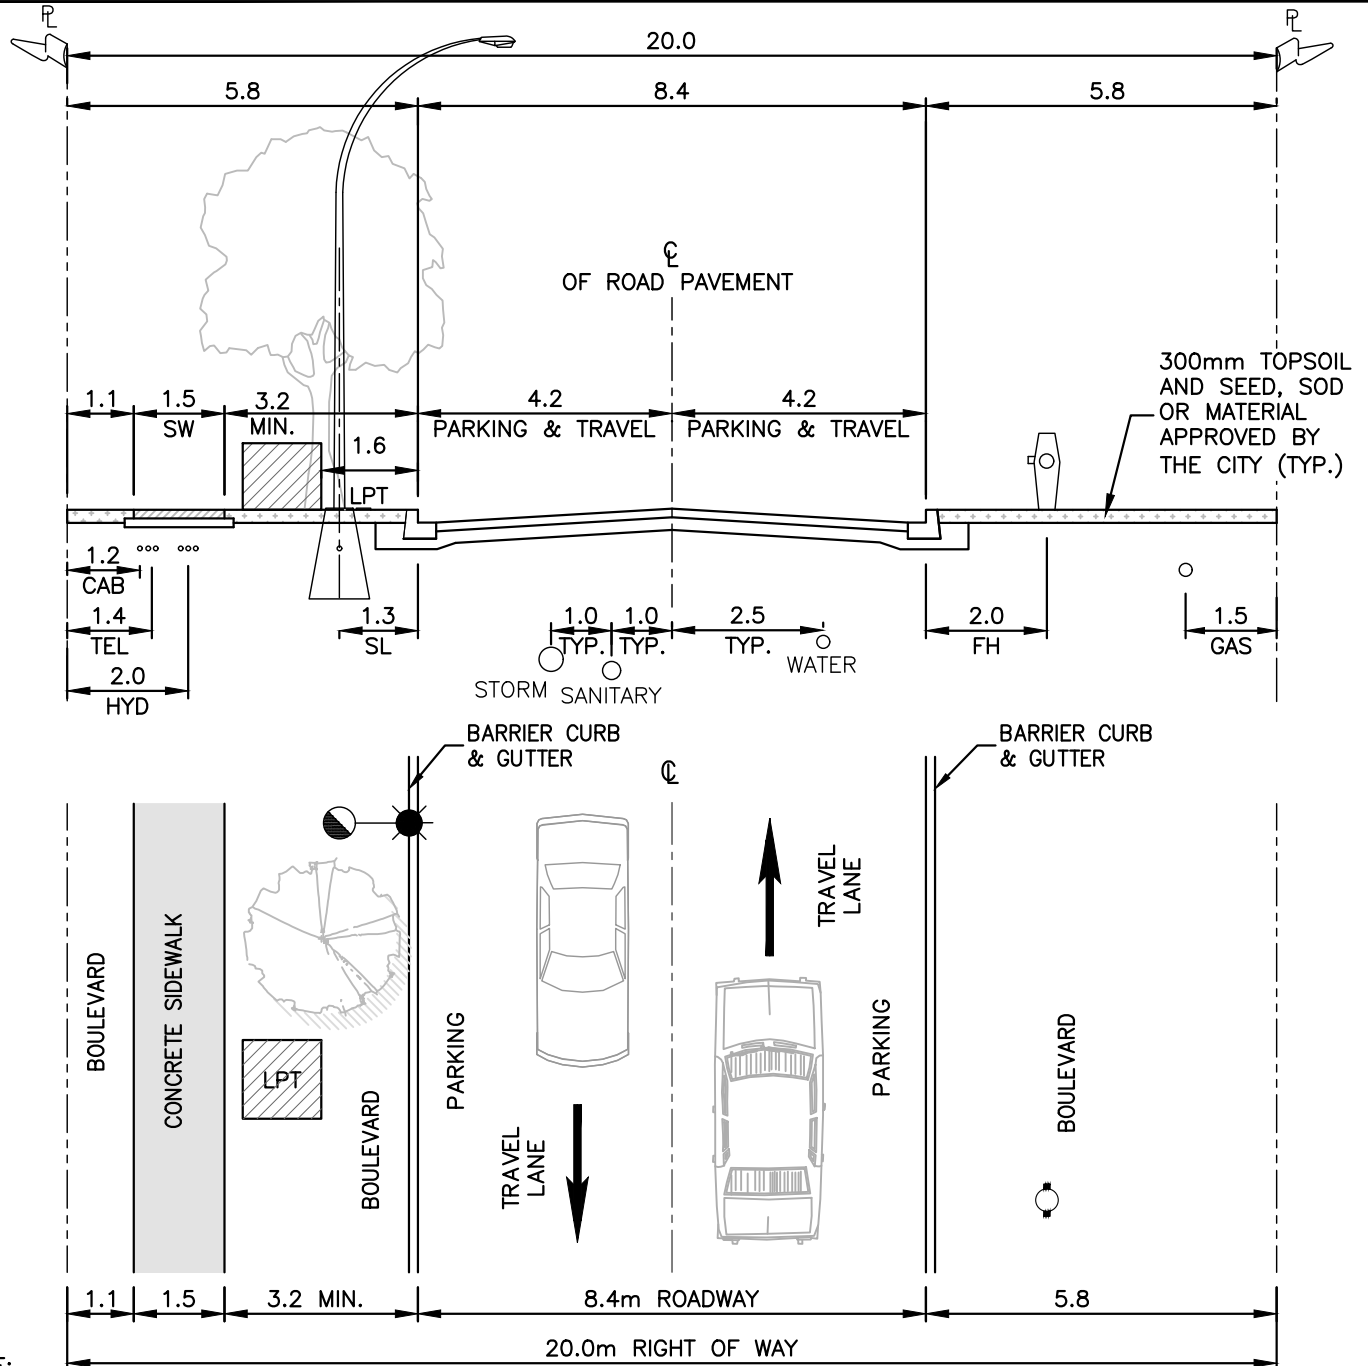 PL
PL
20.0
5.8
8.4
5.8
CL
OF ROAD PAVEMENT
300mm TOPSOIL
AND SEED, SOD
OR MATERIAL
APPROVED BY
THE CITY (TYP.)
1.1
1.5
SW
3.2
MIN.
4.2
PARKING & TRAVEL
4.2
PARKING & TRAVEL
1.6
LPT
1.2
CAB
1.4
TEL
2.0
HYD
1.3
SL
1.0
TYP.
1.0
TYP.
2.5
TYP.
2.0
FH
1.5
GAS
STORM
SANITARY
WATER
BARRIER CURB
& GUTTER
CL
BARRIER CURB
& GUTTER
BOULEVARD
CONCRETE SIDEWALK
LPT
BOULEVARD
PARKING
TRAVEL
LANE
TRAVEL
LANE
PARKING
BOULEVARD
1.1
1.5
3.2 MIN.
8.4m ROADWAY
5.8
20.0m RIGHT OF WAY